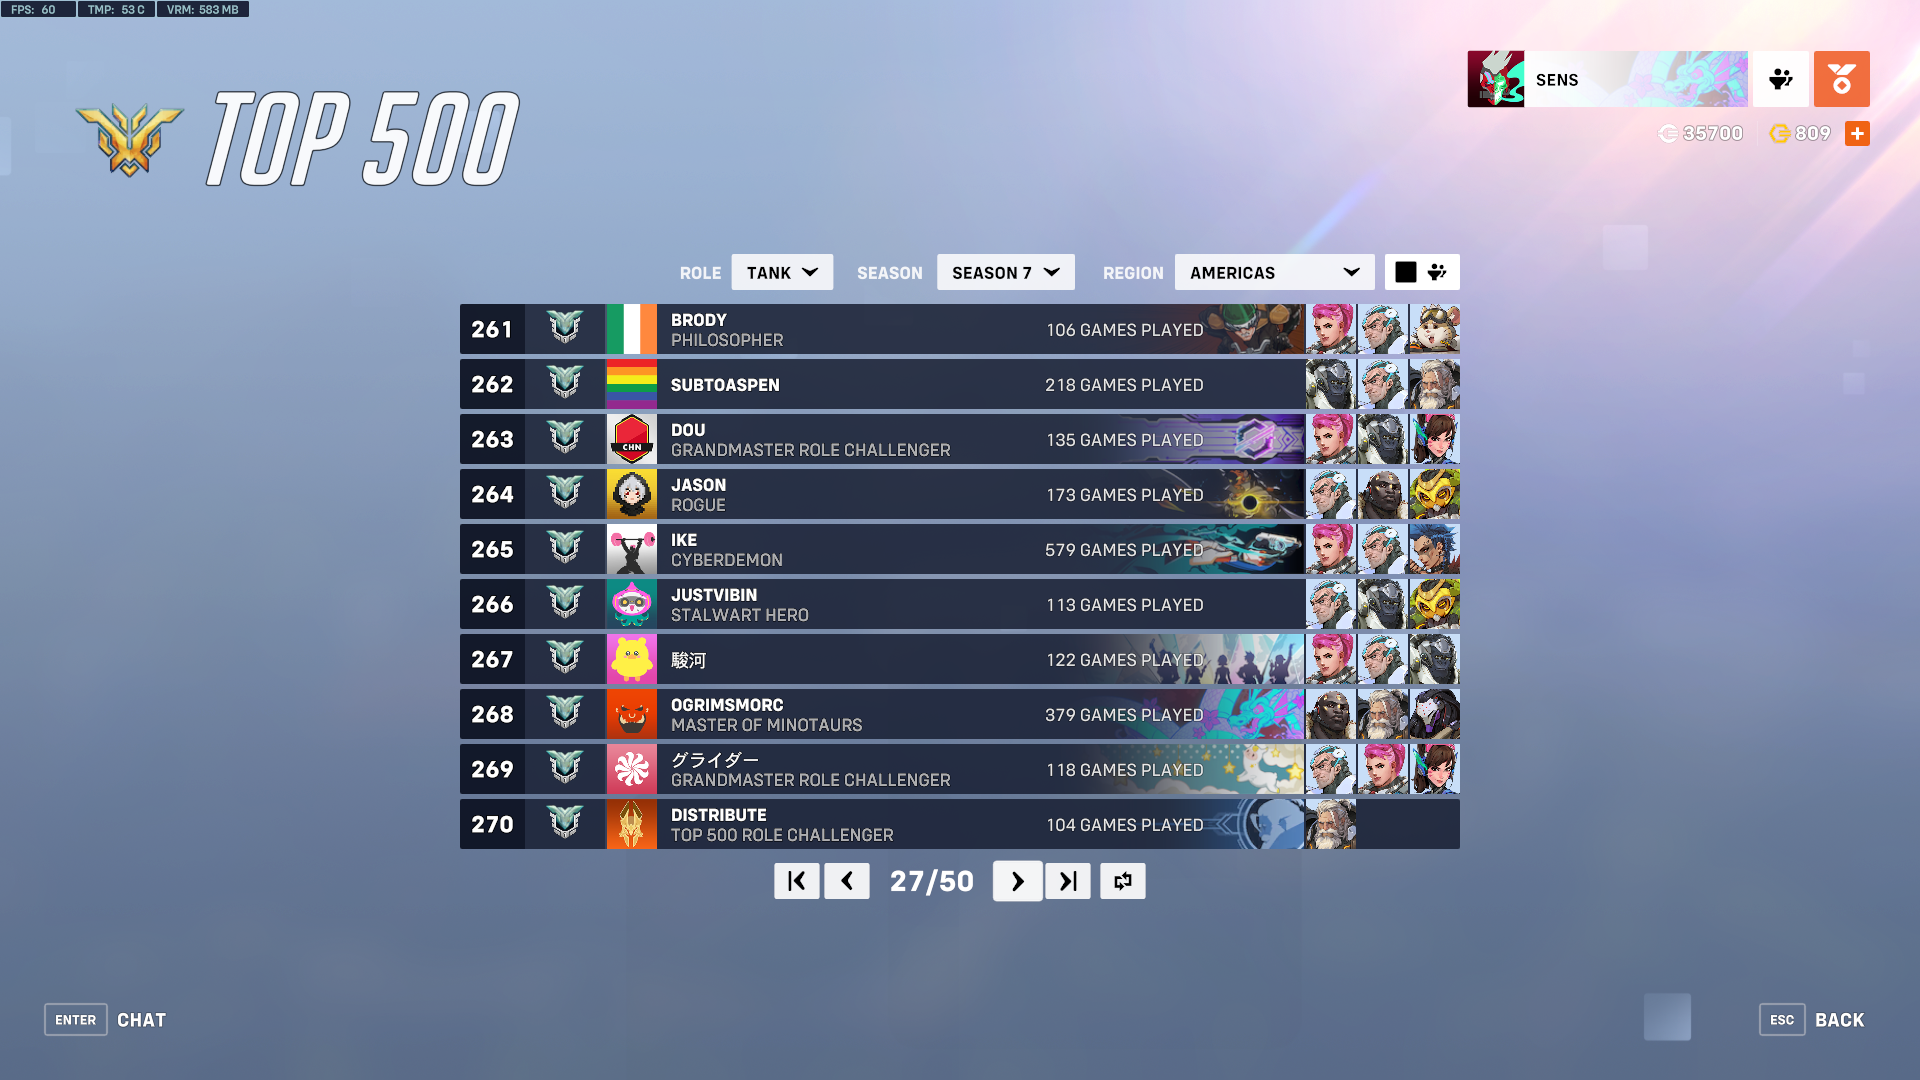 FPS: 60 TMP: 53 C VRM: 583 MB
TOP 500
SENS
35700 809
ROLE TANK SEASON SEASON 7 REGION AMERICAS
261 BRODY PHILOSOPHER 106 GAMES PLAYED
262 SUBTOASPEN 218 GAMES PLAYED
263 CHN DOU GRANDMASTER ROLE CHALLENGER 135 GAMES PLAYED
264 JASON ROGUE 173 GAMES PLAYED
265 IKE CYBERDEMON 579 GAMES PLAYED
266 JUSTVIBIN STALWART HERO 113 GAMES PLAYED
267 駿河 122 GAMES PLAYED
268 OGRIMSMORC MASTER OF MINOTAURS 379 GAMES PLAYED
269 グライダー GRANDMASTER ROLE CHALLENGER 118 GAMES PLAYED
270 DISTRIBUTE TOP 500 ROLE CHALLENGER 104 GAMES PLAYED
27/50
ENTER CHAT
ESC BACK